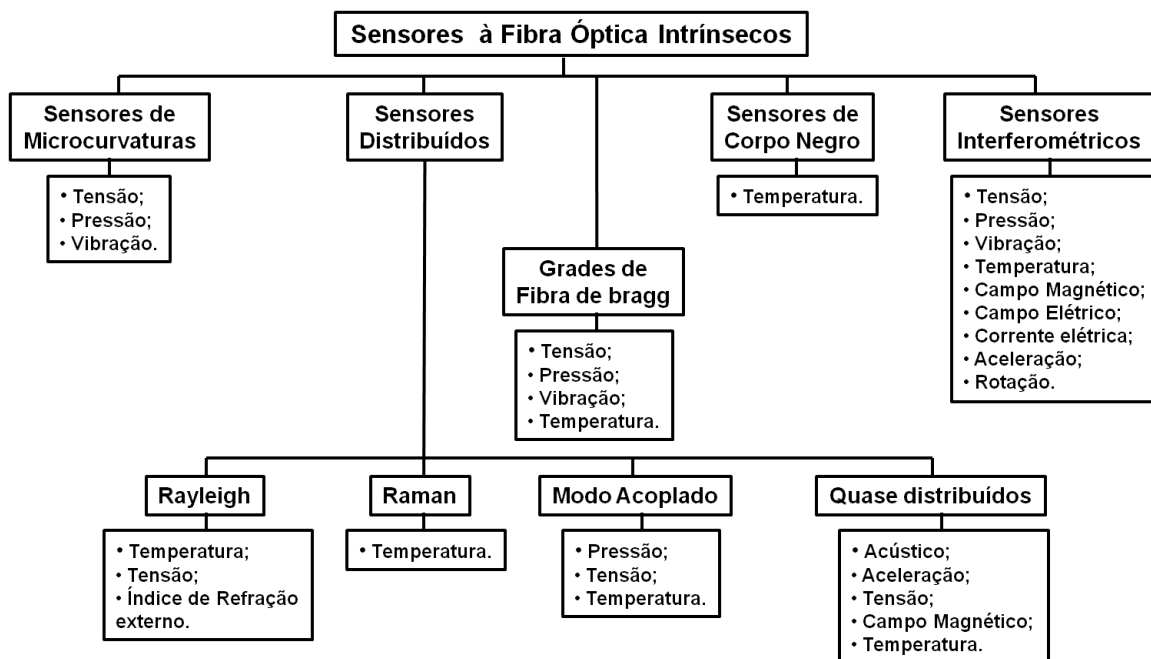 Sensores à Fibra Óptica Intrínsecos
Sensores de
Microcurvaturas
• Tensão;
• Pressão;
• Vibração.
Sensores
Distribuídos
Grades de
Fibra de bragg
• Tensão;
• Pressão;
• Vibração;
• Temperatura.
Sensores de
Corpo Negro
• Temperatura.
Sensores
Interferométricos
• Tensão;
• Pressão;
• Vibração;
• Temperatura;
• Campo Magnético;
• Campo Elétrico;
• Corrente elétrica;
• Aceleração;
• Rotação.
Rayleigh
• Temperatura;
• Tensão;
• Índice de Refração
externo.
Raman
• Temperatura.
Modo Acoplado
• Pressão;
• Tensão;
• Temperatura.
Quase distribuídos
• Acústico;
• Aceleração;
• Tensão;
• Campo Magnético;
• Temperatura.